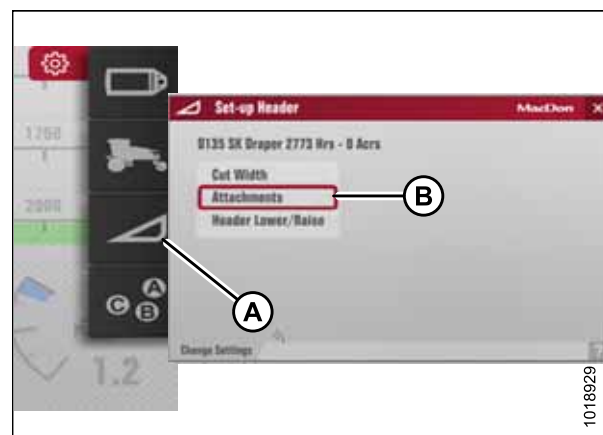 1750
2000
1.2
Set-up Header
MacDon X
D135 SK Draper 2773 Hrs - 0 Acrs
Cut Width
Attachments
Header Lower/Raise
Change Settings
B
A
C A B
1018929